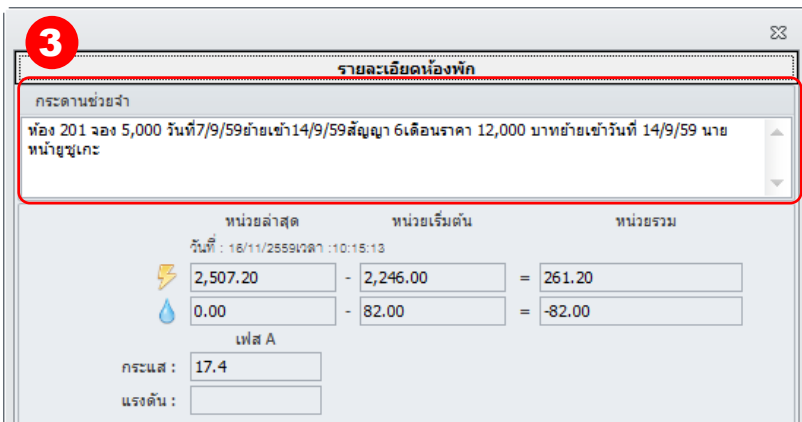 3
รายละเอียดห้องพัก
กระดานช่วยจำ
ห้อง 201 จอง 5,000 วันที่7/9/59ย้ายเข้า14/9/59สัญญา 6เดือนราคา 12,000 บาทย้ายเข้าวันที่ 14/9/59 นาย
หน้ายูซูเกะ
หน่วยล่าสุด หน่วยเริ่มต้น หน่วยรวม
วันที่ : 16/11/2559เวลา :10:15:13
2,507.20 - 2,246.00 = 261.20
0.00 - 82.00 = -82.00
เฟส A
กระแส : 17.4
แรงดัน :